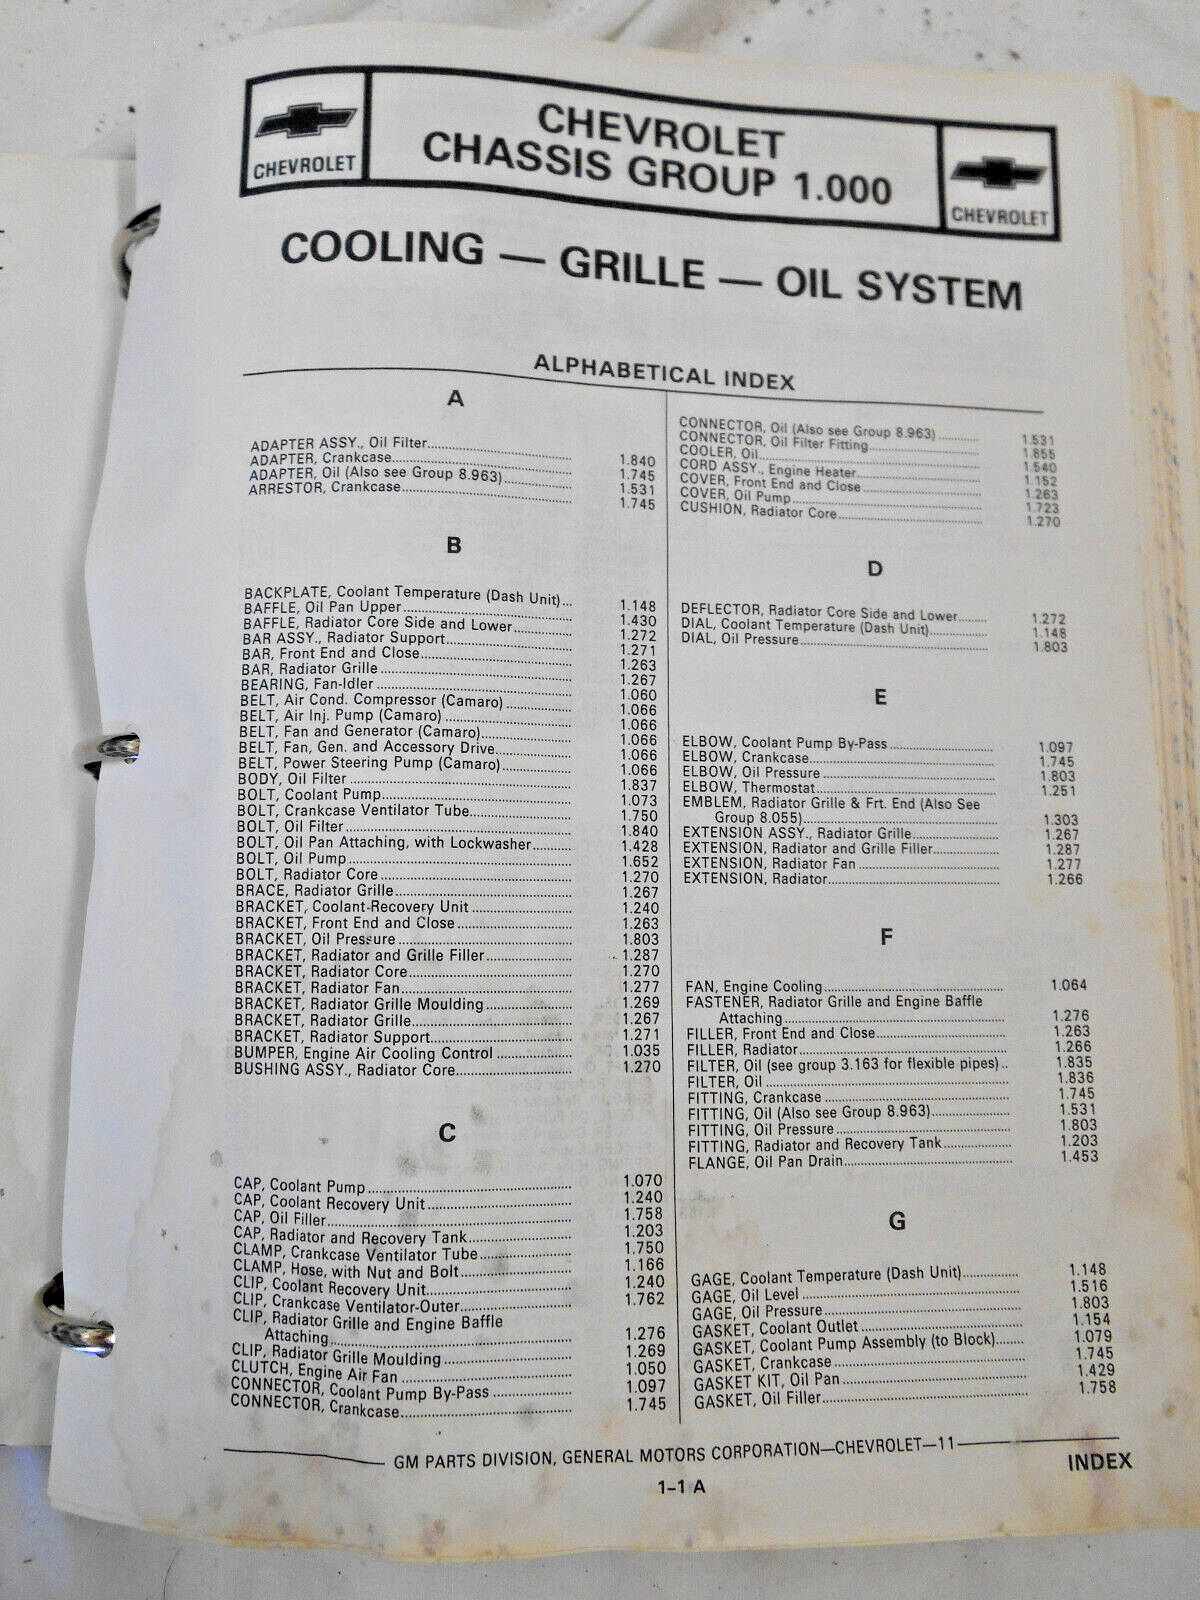 CHEVROLET
CHEVROLET
CHASSIS GROUP 1.000
CHEVROLET
COOLING — GRILLE — OIL SYSTEM
ALPHABETICAL INDEX
A
ADAPTER ASSY., Oil Filter 1.840
ADAPTER, Crankcase 1.745
ADAPTER, Oil (Also see Group 8.963) 1.531
ARRESTOR, Crankcase 1.745
B
BACKPLATE, Coolant Temperature (Dash Unit) 1.148
BAFFLE, Oil Pan Upper 1.430
BAFFLE, Radiator Core Side and Lower 1.272
BAR ASSY., Radiator Support 1.271
BAR, Front End and Close 1.263
BAR, Radiator Grille 1.267
BEARING, Fan-Idler 1.060
BELT, Air Cond. Compressor (Camaro) 1.066
BELT, Air Inj. Pump (Camaro) 1.066
BELT, Fan and Generator (Camaro) 1.066
BELT, Fan, Gen. and Accessory Drive 1.066
BELT, Power Steering Pump (Camaro) 1.066
BODY, Oil Filter 1.837
BOLT, Coolant Pump 1.073
BOLT, Crankcase Ventilator Tube 1.750
BOLT, Oil Filter 1.840
BOLT, Oil Pan Attaching, with Lockwasher 1.428
BOLT, Oil Pump 1.652
BOLT, Radiator Core 1.270
BRACE, Radiator Grille 1.267
BRACKET, Coolant-Recovery Unit 1.240
BRACKET, Front End and Close 1.263
BRACKET, Oil Pressure 1.803
BRACKET, Radiator and Grille Filler 1.287
BRACKET, Radiator Core 1.270
BRACKET, Radiator Fan 1.277
BRACKET, Radiator Grille Moulding 1.269
BRACKET, Radiator Grille 1.267
BRACKET, Radiator Support 1.271
BUMPER, Engine Air Cooling Control 1.035
BUSHING ASSY., Radiator Core 1.270
C
CAP, Coolant Pump 1.070
CAP, Coolant Recovery Unit 1.240
CAP, Oil Filler 1.758
CAP, Radiator and Recovery Tank 1.203
CLAMP, Crankcase Ventilator Tube 1.750
CLAMP, Hose, with Nut and Bolt 1.166
CLIP, Coolant Recovery Unit 1.240
CLIP, Crankcase Ventilator-Outer 1.762
CLIP, Radiator Grille and Engine Baffle
Attaching 1.276
CLIP, Radiator Grille Moulding 1.269
CLUTCH, Engine Air Fan 1.050
CONNECTOR, Coolant Pump By-Pass 1.097
CONNECTOR, Crankcase 1.745
CONNECTOR, Oil (Also see Group 8.963) 1.531
CONNECTOR, Oil Filter Fitting 1.855
COOLER, Oil 1.540
CORD ASSY., Engine Heater 1.152
COVER, Front End and Close 1.263
COVER, Oil Pump 1.723
CUSHION, Radiator Core 1.270
D
DEFLECTOR, Radiator Core Side and Lower 1.272
DIAL, Coolant Temperature (Dash Unit) 1.148
DIAL, Oil Pressure 1.803
E
ELBOW, Coolant Pump By-Pass 1.097
ELBOW, Crankcase 1.745
ELBOW, Oil Pressure 1.803
ELBOW, Thermostat 1.251
EMBLEM, Radiator Grille & Frt. End (Also See
Group 8.055) 1.303
EXTENSION ASSY., Radiator Grille 1.267
EXTENSION, Radiator and Grille Filler 1.287
EXTENSION, Radiator Fan 1.277
EXTENSION, Radiator 1.266
F
FAN, Engine Cooling 1.064
FASTENER, Radiator Grille and Engine Baffle
Attaching 1.276
FILLER, Front End and Close 1.263
FILLER, Radiator 1.266
FILTER, Oil (see group 3.163 for flexible pipes) 1.835
FILTER, Oil 1.836
FITTING, Crankcase 1.745
FITTING, Oil (Also see Group 8.963) 1.531
FITTING, Oil Pressure 1.803
FITTING, Radiator and Recovery Tank 1.203
FLANGE, Oil Pan Drain 1.453
G
GAGE, Coolant Temperature (Dash Unit) 1.148
GAGE, Oil Level 1.516
GAGE, Oil Pressure 1.803
GASKET, Coolant Outlet 1.154
GASKET, Coolant Pump Assembly (to Block) 1.079
GASKET, Crankcase 1.745
GASKET KIT, Oil Pan 1.429
GASKET, Oil Filler 1.758
GM PARTS DIVISION, GENERAL MOTORS CORPORATION—CHEVROLET—11
INDEX
1-1 A